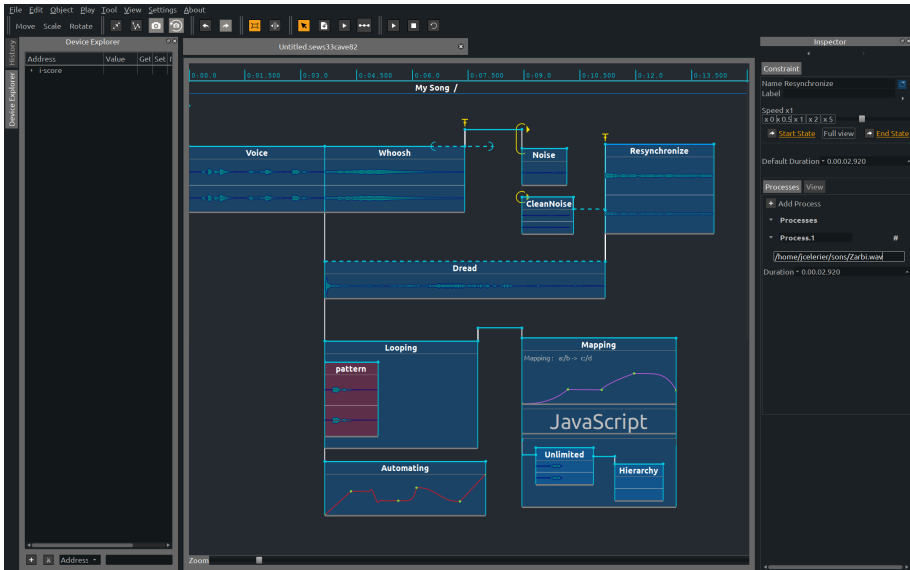 File Edit Object Play Tool View Settings About
Move Scale Rotate
History
Device Explorer
Device Explorer
Address Value Get Set
i-score
Address
Untitled.sews33cave82
0:00.0 0:01.500 0:03.0 0:04.500 0:06.0 0:07.500 0:09.0 0:10.500 0:12.0 0:13.500
My Song /
Voice
Whoosh
Noise
Resynchronize
CleanNoise
Dread
Looping
pattern
Mapping
Mapping : a:/b -> c:/d
JavaScript
Unlimited
Hierarchy
Automating
Zoom
Inspector
Constraint
Name Resynchronize
Label
Speed x1
x 0 x 0.5 x 1 x 2 x 5
Start State Full view End State
Default Duration 0:00.02.920
Processes View
Add Process
Processes
Process.1 #
/home/jcelerier/sons/Zarbi.wav
Duration 0:00.02.920